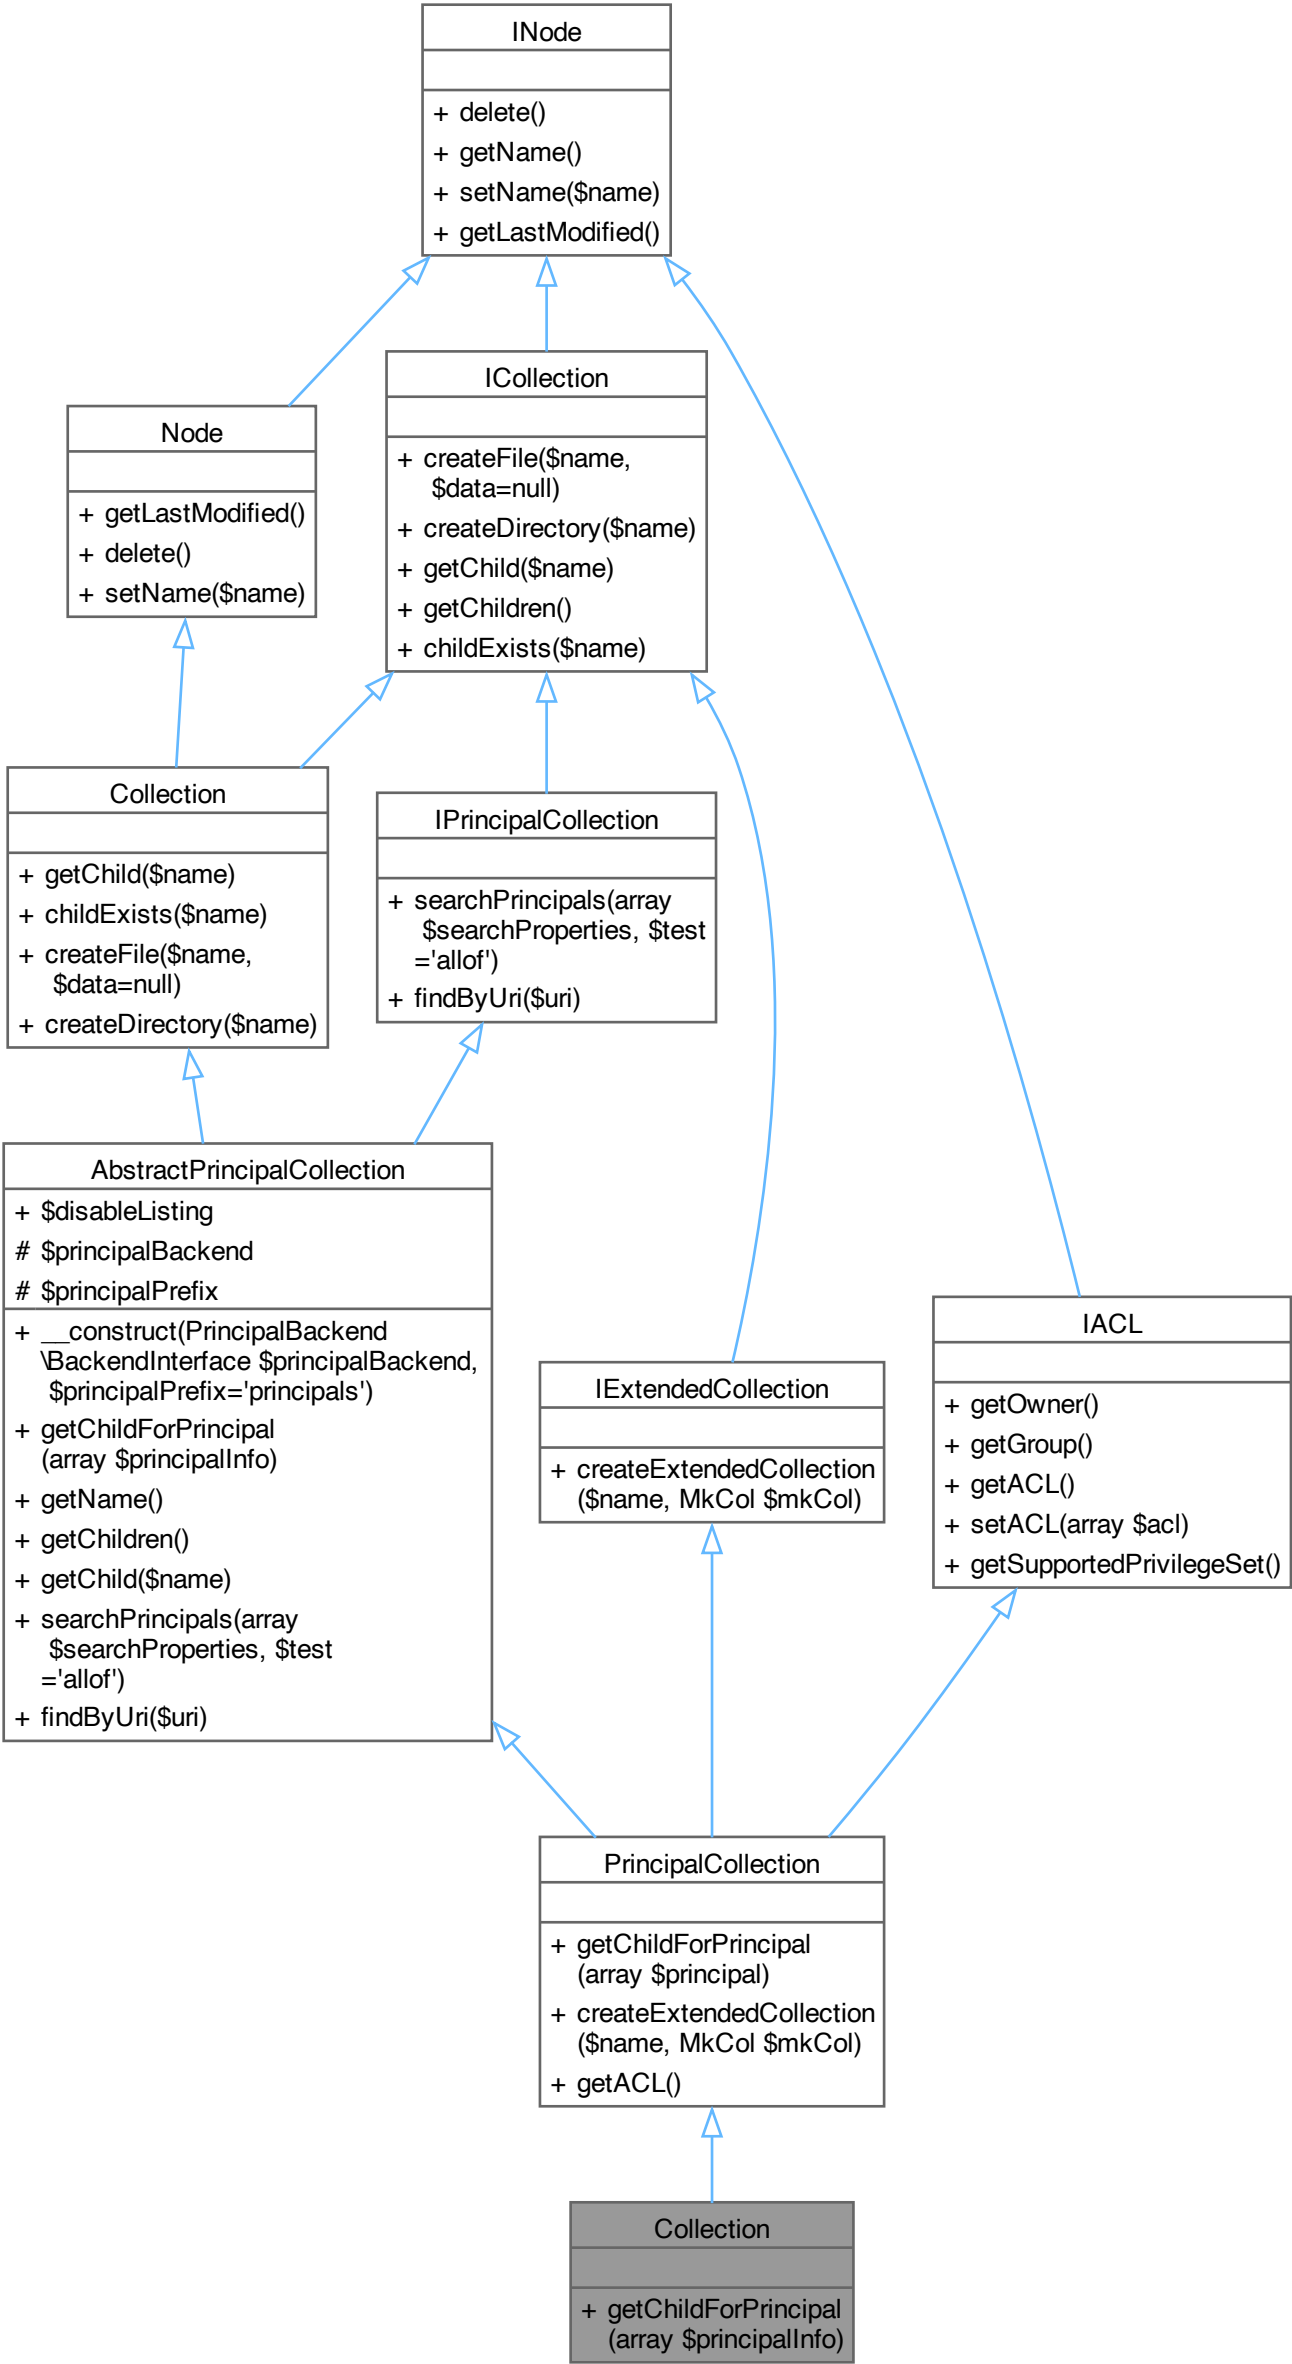 INode
+ delete()
+ getName()
+ setName($name)
+ getLastModified()
Node
+ getLastModified()
+ delete()
+ setName($name)
ICollection
+ createFile($name,
$data=null)
+ createDirectory($name)
+ getChild($name)
+ getChildren()
+ childExists($name)
Collection
+ getChild($name)
+ childExists($name)
+ createFile($name,
$data=null)
+ createDirectory($name)
IPrincipalCollection
+ searchPrincipals(array
$searchProperties, $test
='allof')
+ findByUri($uri)
AbstractPrincipalCollection
+ $disableListing
# $principalBackend
# $principalPrefix
+ __construct(PrincipalBackend
\BackendInterface $principalBackend,
$principalPrefix='principals')
+ getChildForPrincipal
(array $principalInfo)
+ getName()
+ getChildren()
+ getChild($name)
+ searchPrincipals(array
$searchProperties, $test
='allof')
+ findByUri($uri)
IExtendedCollection
+ createExtendedCollection
($name, MkCol $mkCol)
IACL
+ getOwner()
+ getGroup()
+ getACL()
+ setACL(array $acl)
+ getSupportedPrivilegeSet()
PrincipalCollection
+ getChildForPrincipal
(array $principal)
+ createExtendedCollection
($name, MkCol $mkCol)
+ getACL()
Collection
+ getChildForPrincipal
(array $principalInfo)